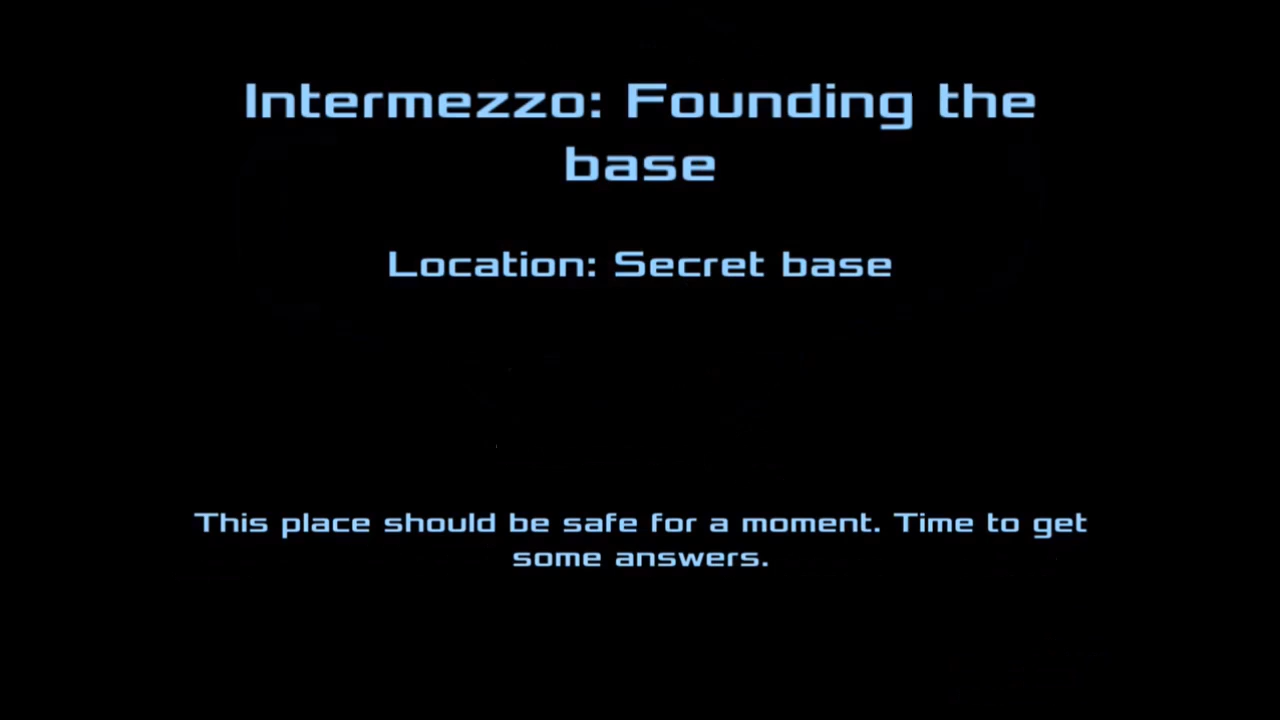 Intermezzo: Founding the
base
Location: Secret base
This place should be safe for a moment. Time to get
some answers.